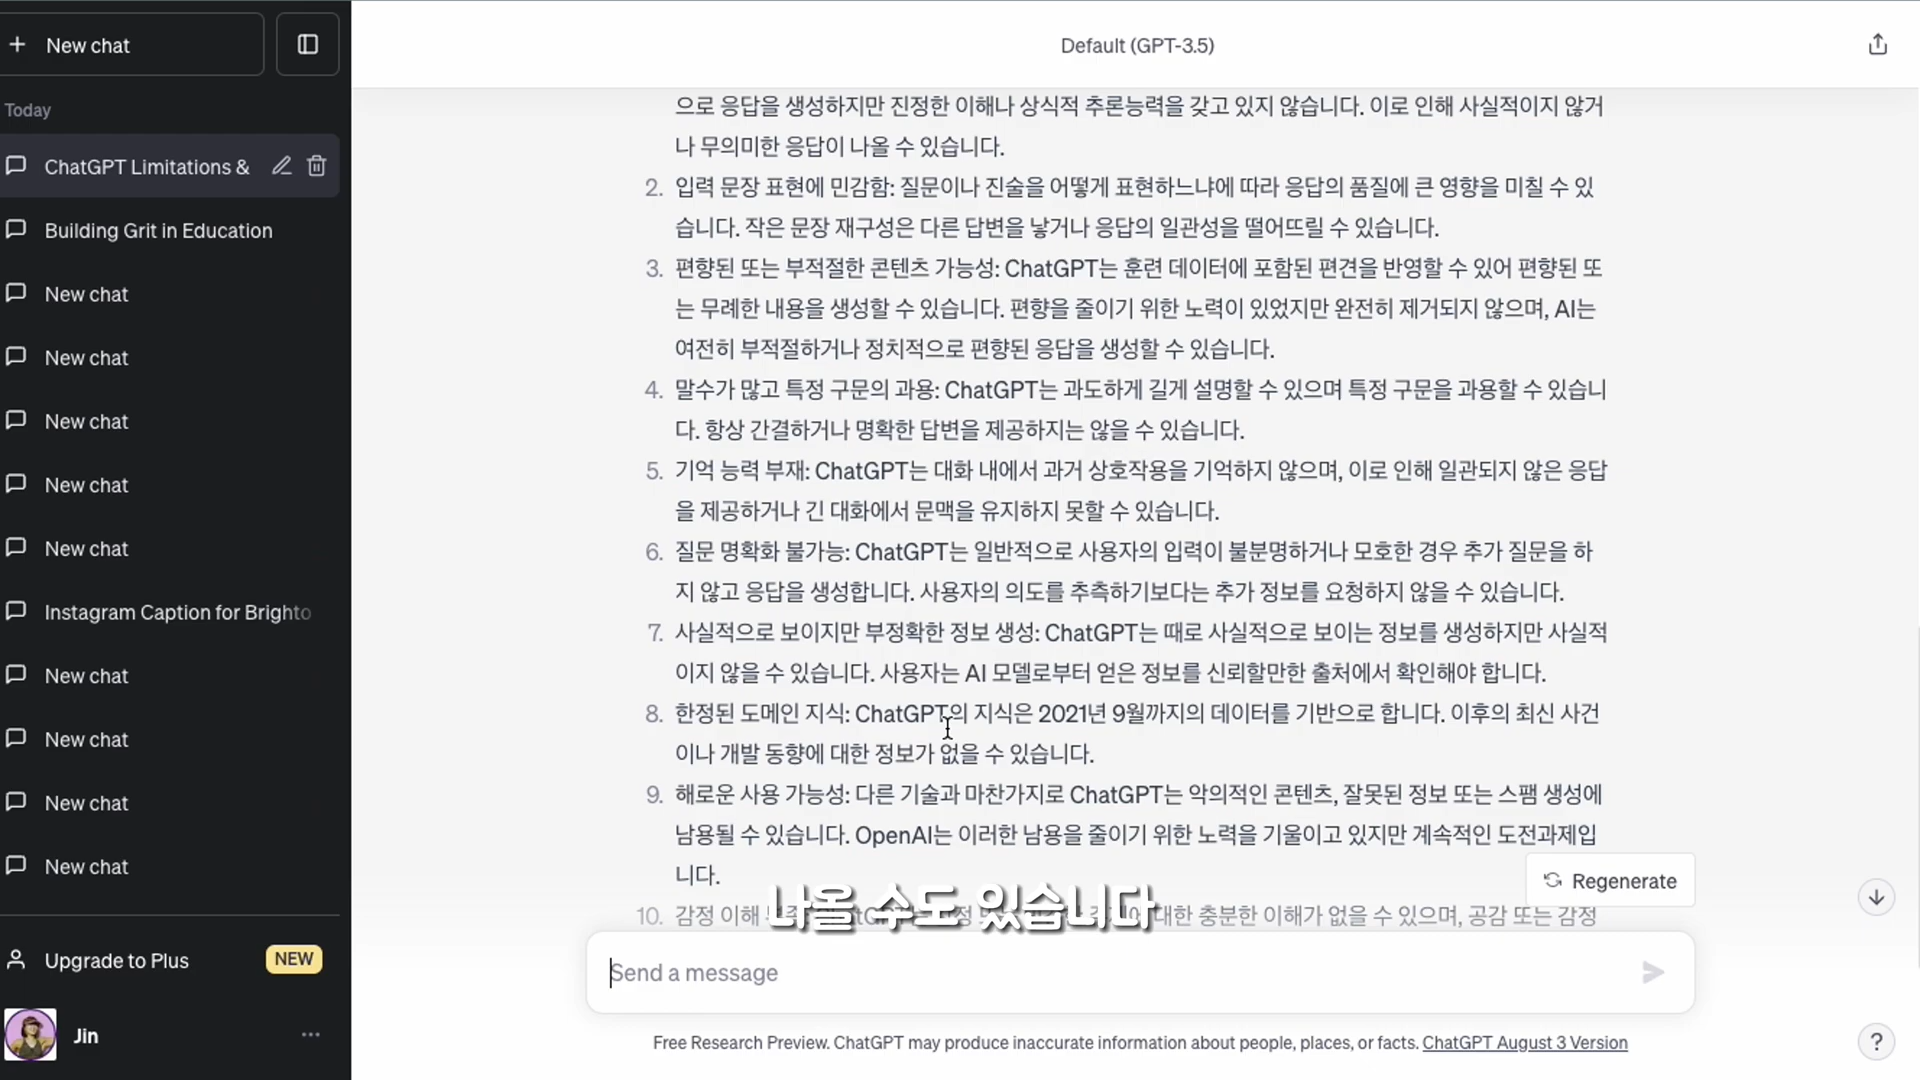 New chat
Today
ChatGPT Limitations &
Building Grit in Education
New chat
New chat
New chat
New chat
New chat
Instagram Caption for Brighto
New chat
New chat
New chat
New chat
Upgrade to Plus
NEW
Jin
Default (GPT-3.5)
으로 응답을 생성하지만 진정한 이해나 상식적 추론능력을 갖고 있지 않습니다. 이로 인해 사실적이지 않거
나 무의미한 응답이 나올 수 있습니다.
2. 입력 문장 표현에 민감함: 질문이나 진술을 어떻게 표현하느냐에 따라 응답의 품질에 큰 영향을 미칠 수 있
습니다. 작은 문장 재구성은 다른 답변을 낳거나 응답의 일관성을 떨어뜨릴 수 있습니다.
3. 편향된 또는 부적절한 콘텐츠 가능성: ChatGPT는 훈련 데이터에 포함된 편견을 반영할 수 있어 편향된 또
는 무례한 내용을 생성할 수 있습니다. 편향을 줄이기 위한 노력이 있었지만 완전히 제거되지 않으며, AI는
여전히 부적절하거나 정치적으로 편향된 응답을 생성할 수 있습니다.
4. 말수가 많고 특정 구문의 과용: ChatGPT는 과도하게 길게 설명할 수 있으며 특정 구문을 과용할 수 있습니
다. 항상 간결하거나 명확한 답변을 제공하지는 않을 수 있습니다.
5. 기억 능력 부재: ChatGPT는 대화 내에서 과거 상호작용을 기억하지 않으며, 이로 인해 일관되지 않은 응답
을 제공하거나 긴 대화에서 문맥을 유지하지 못할 수 있습니다.
6. 질문 명확화 불가능: ChatGPT는 일반적으로 사용자의 입력이 불분명하거나 모호한 경우 추가 질문을 하
지 않고 응답을 생성합니다. 사용자의 의도를 추측하기보다는 추가 정보를 요청하지 않을 수 있습니다.
7. 사실적으로 보이지만 부정확한 정보 생성: ChatGPT는 때로 사실적으로 보이는 정보를 생성하지만 사실적
이지 않을 수 있습니다. 사용자는 AI 모델로부터 얻은 정보를 신뢰할만한 출처에서 확인해야 합니다.
8. 한정된 도메인 지식: ChatGPT의 지식은 2021년 9월까지의 데이터를 기반으로 합니다. 이후의 최신 사건
이나 개발 동향에 대한 정보가 없을 수 있습니다.
9. 해로운 사용 가능성: 다른 기술과 마찬가지로 ChatGPT는 악의적인 콘텐츠, 잘못된 정보 또는 스팸 생성에
남용될 수 있습니다. OpenAI는 이러한 남용을 줄이기 위한 노력을 기울이고 있지만 계속적인 도전과제입
니다.
Regenerate
10. 감정 이해 대한 충분한 이해가 없을 수 있으며, 공감 또는 감정
나올 수도 있습니다
Send a message
Free Research Preview. ChatGPT may produce inaccurate information about people, places, or facts. ChatGPT August 3 Version
?